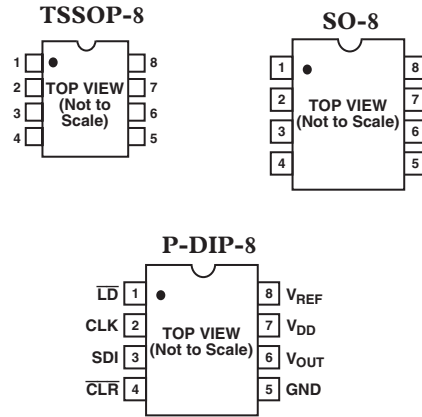 TSSOP-8
1 8
2 TOP VIEW 7
3 (Not to 6
Scale)
4 5
SO-8
1 8
2 TOP VIEW 7
3 (Not to Scale) 6
4 5
P-DIP-8
LD 1 8 VREF
CLK 2 TOP VIEW 7 VDD
SDI 3 (Not to Scale) 6 VOUT
CLR 4 5 GND